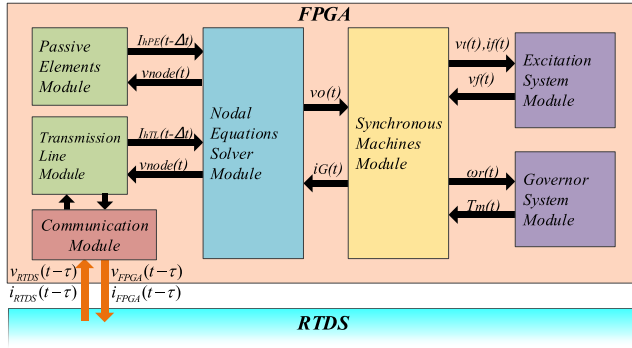 FPGA
Passive
Elements
Module
IhPE(t-Δt)
vnode(t)
Transmission
Line
Module
IhTL(t-Δt)
vnode(t)
Communication
Module
Nodal
Equations
Solver
Module
vo(t)
iG(t)
Synchronous
Machines
Module
vt(t),if(t)
vf(t)
Excitation
System
Module
ωr(t)
Tm(t)
Governor
System
Module
vRTDS(t−τ) vFPGA(t−τ)
iRTDS(t−τ) iFPGA(t−τ)
RTDS